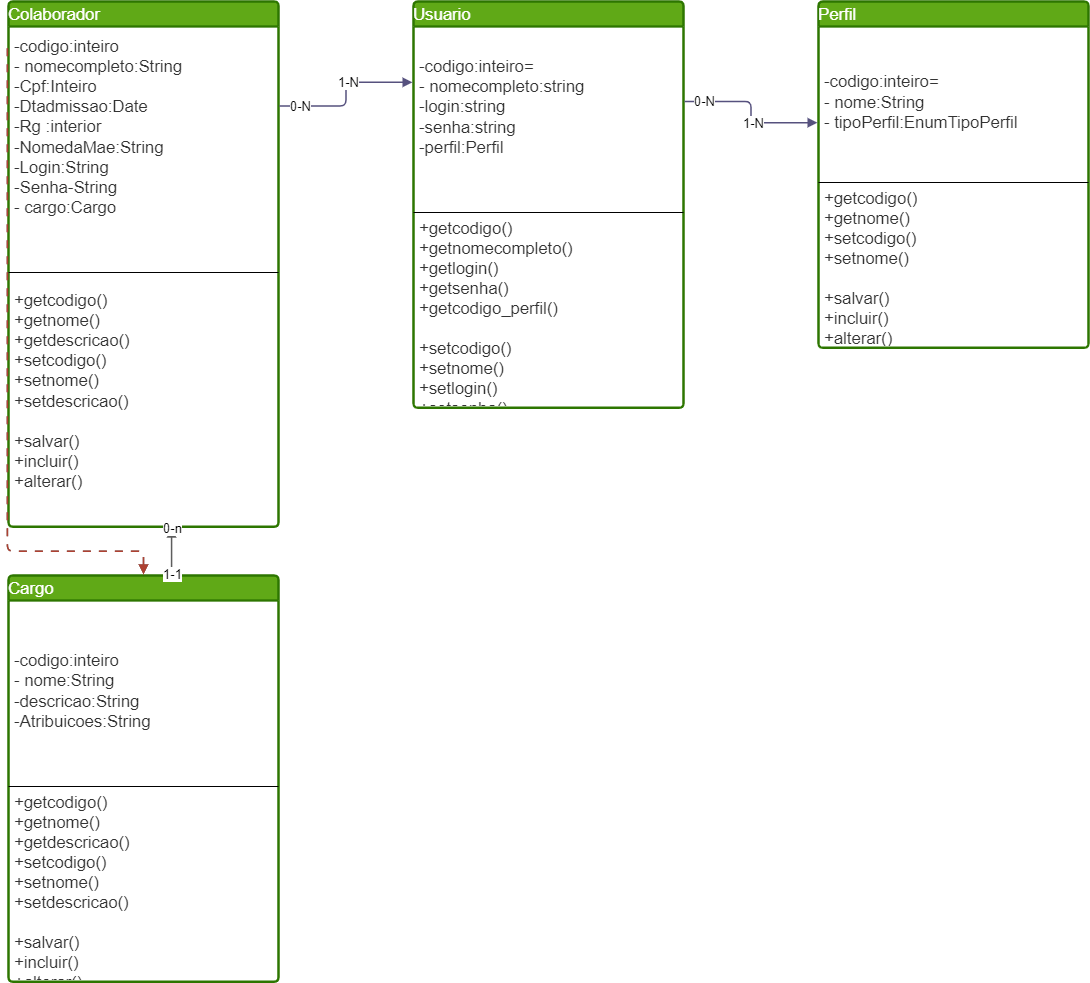 Colaborador
-codigo:inteiro
- nomecompleto:String
-Cpf:Inteiro
-Dtadmissao:Date
-Rg :interior
-NomedaMae:String
-Login:String
-Senha-String
- cargo:Cargo
+getcodigo()
+getnome()
+getdescricao()
+setcodigo()
+setnome()
+setdescricao()
+salvar()
+incluir()
+alterar()
0-N
1-N
Usuario
-codigo:inteiro=
- nomecompleto:string
-login:string
-senha:string
-perfil:Perfil
+getcodigo()
+getnomecompleto()
+getlogin()
+getsenha()
+getcodigo_perfil()
+setcodigo()
+setnome()
+setlogin()
+setsenha()
0-N
1-N
Perfil
-codigo:inteiro=
- nome:String
- tipoPerfil:EnumTipoPerfil
+getcodigo()
+getnome()
+setcodigo()
+setnome()
+salvar()
+incluir()
+alterar()
0-n
1-1
Cargo
-codigo:inteiro
- nome:String
-descricao:String
-Atribuicoes:String
+getcodigo()
+getnome()
+getdescricao()
+setcodigo()
+setnome()
+setdescricao()
+salvar()
+incluir()
+alterar()